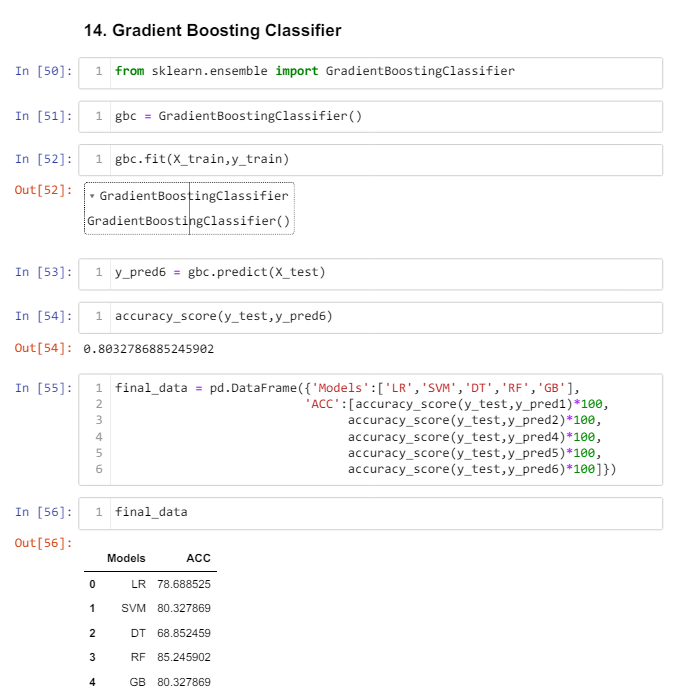 14. Gradient Boosting Classifier
In [50]: 1 from sklearn.ensemble import GradientBoostingClassifier
In [51]: 1 gbc = GradientBoostingClassifier()
In [52]: 1 gbc.fit(X_train,y_train)
Out[52]: ▾ GradientBoostingClassifier
GradientBoostingClassifier()
In [53]: 1 y_pred6 = gbc.predict(X_test)
In [54]: 1 accuracy_score(y_test,y_pred6)
Out[54]: 0.8032786885245902
In [55]: 1 final_data = pd.DataFrame({'Models':['LR','SVM','DT','RF','GB'],
2 'ACC':[accuracy_score(y_test,y_pred1)*100,
3 accuracy_score(y_test,y_pred2)*100,
4 accuracy_score(y_test,y_pred4)*100,
5 accuracy_score(y_test,y_pred5)*100,
6 accuracy_score(y_test,y_pred6)*100]})
In [56]: 1 final_data
Out[56]:
Models ACC
0 LR 78.688525
1 SVM 80.327869
2 DT 68.852459
3 RF 85.245902
4 GB 80.327869